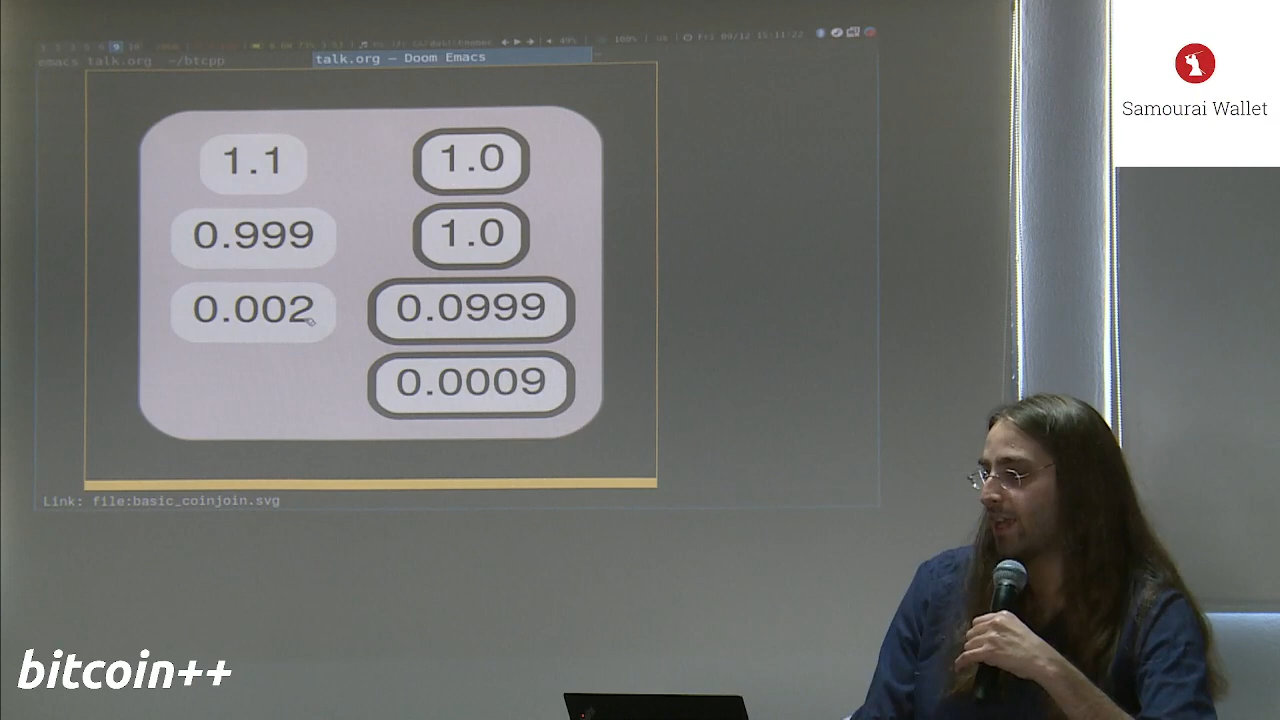 talk.org — Doom Emacs
emacs talk.org ~/btcpp
1.1
1.0
0.999
1.0
0.002
0.0999
0.0009
Link: file:basic_coinjoin.svg
Samourai Wallet
bitcoin++